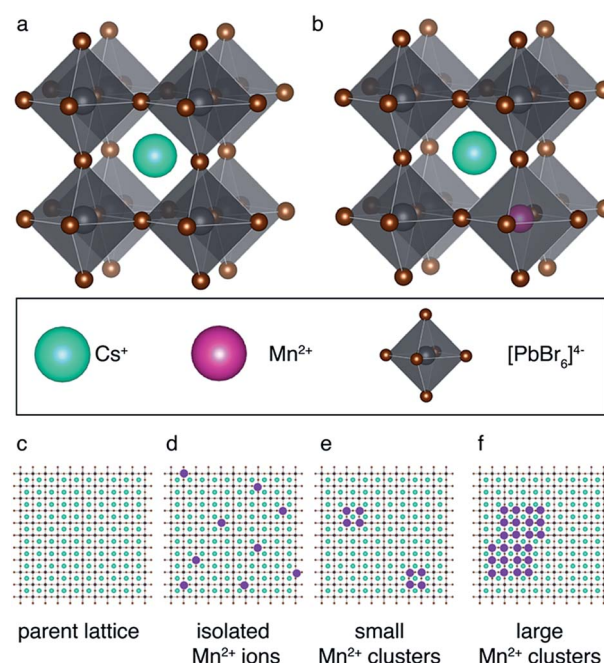 a
b
Cs⁺
Mn²⁺
[PbBr₆]⁴⁻
c
d
e
f
parent lattice
isolated
Mn²⁺ ions
small
Mn²⁺ clusters
large
Mn²⁺ clusters